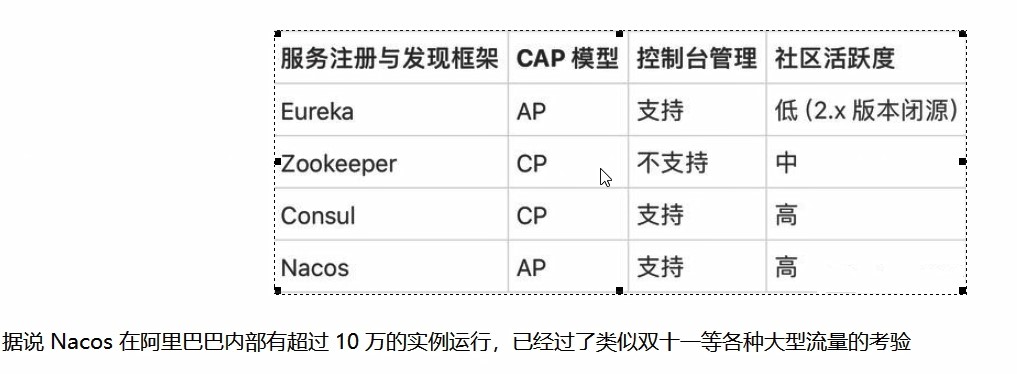 服务注册与发现框架 CAP 模型 控制台管理 社区活跃度
Eureka AP 支持 低 (2.x 版本闭源)
Zookeeper CP 不支持 中
Consul CP 支持 高
Nacos AP 支持 高
据说 Nacos 在阿里巴巴内部有超过 10 万的实例运行，已经过了类似双十一等各种大型流量的考验